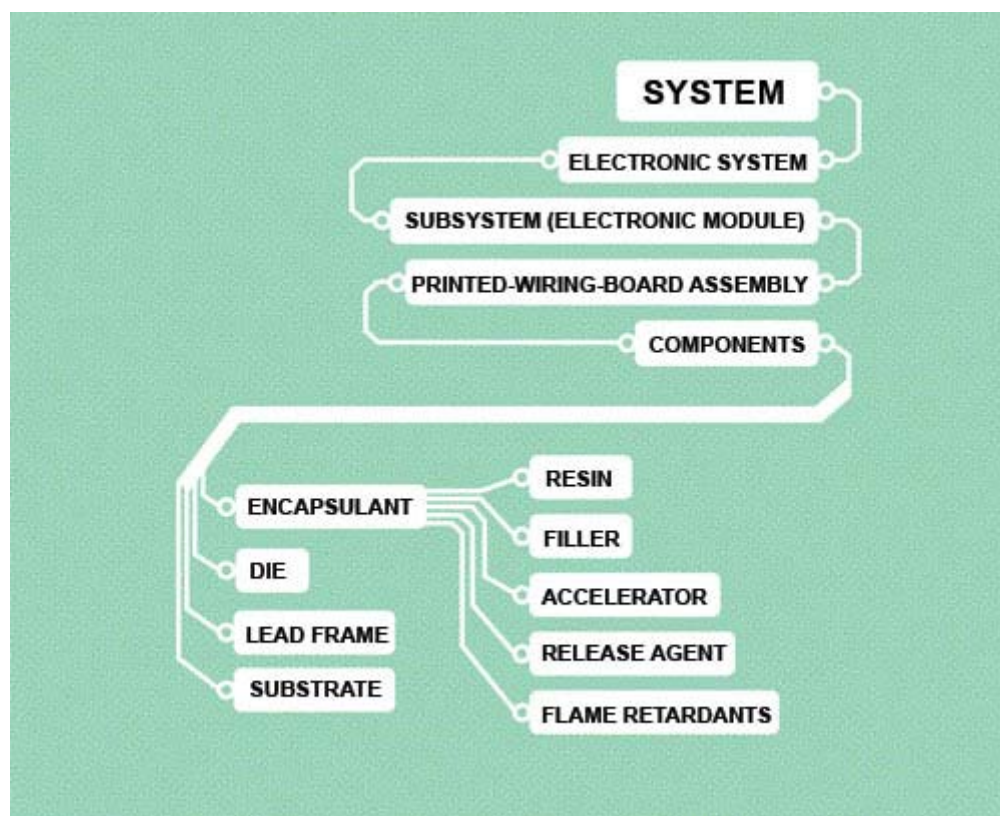 SYSTEM
ELECTRONIC SYSTEM
SUBSYSTEM (ELECTRONIC MODULE)
PRINTED-WIRING-BOARD ASSEMBLY
COMPONENTS
ENCAPSULANT
DIE
LEAD FRAME
SUBSTRATE
RESIN
FILLER
ACCELERATOR
RELEASE AGENT
FLAME RETARDANTS